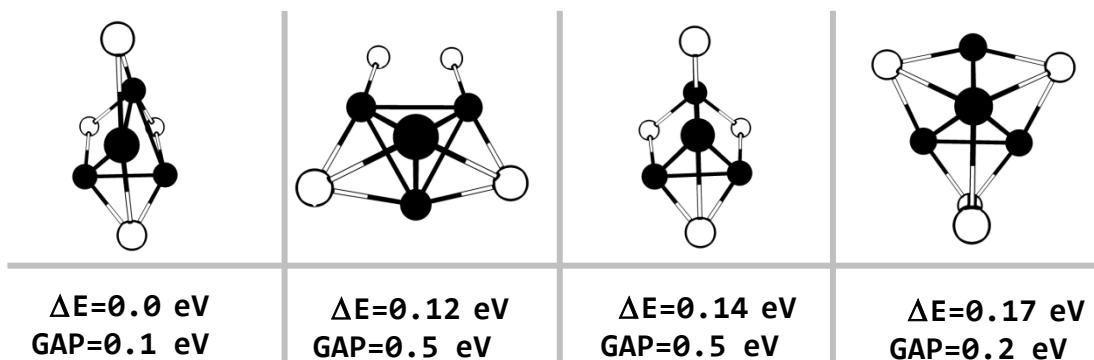 ΔE=0.0 eV
GAP=0.1 eV
ΔE=0.12 eV
GAP=0.5 eV
ΔE=0.14 eV
GAP=0.5 eV
ΔE=0.17 eV
GAP=0.2 eV